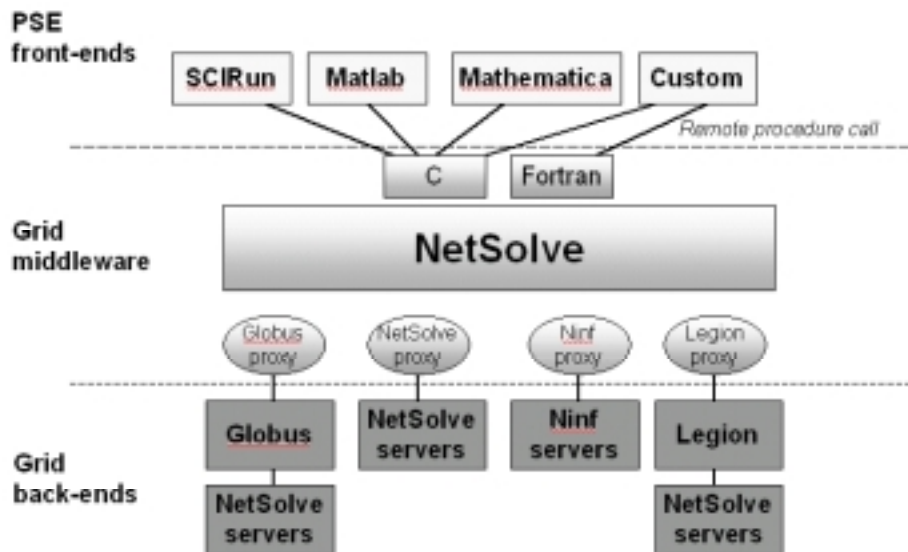 PSE
front-ends
SCIRun
Matlab
Mathematica
Custom
Remote procedure call
C
Fortran
Grid
middleware
NetSolve
Globus
proxy
NetSolve
proxy
Ninf
proxy
Legion
proxy
Grid
back-ends
Globus
NetSolve
servers
Ninf
servers
Legion
NetSolve
servers
NetSolve
servers